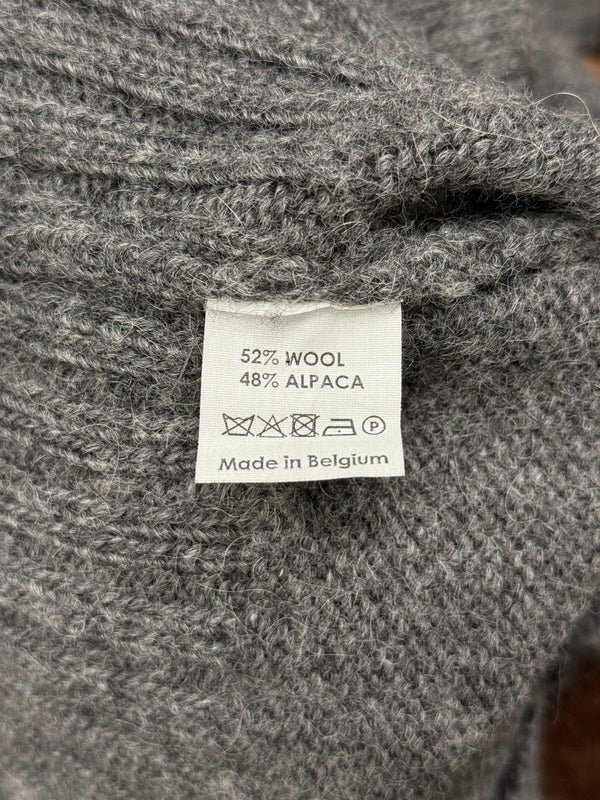 52% WOOL
48% ALPACA
P
Made in Belgium